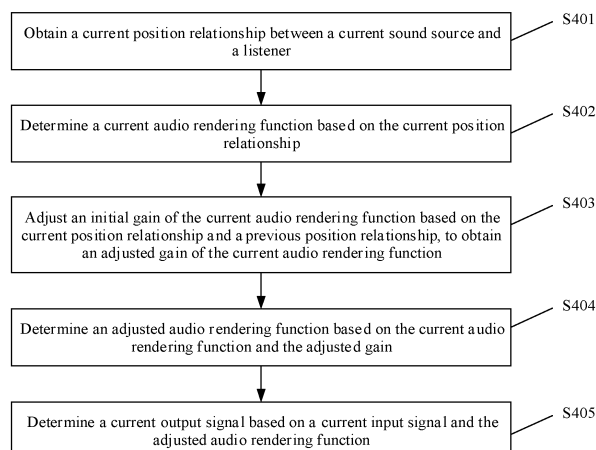 S401
Obtain a current position relationship between a current sound source and
a listener
S402
Determine a current audio rendering function based on the current position
relationship
S403
Adjust an initial gain of the current audio rendering function based on the
current position relationship and a previous position relationship, to obtain
an adjusted gain of the current audio rendering function
S404
Determine an adjusted audio rendering function based on the current audio
rendering function and the adjusted gain
S405
Determine a current output signal based on a current input signal and the
adjusted audio rendering function